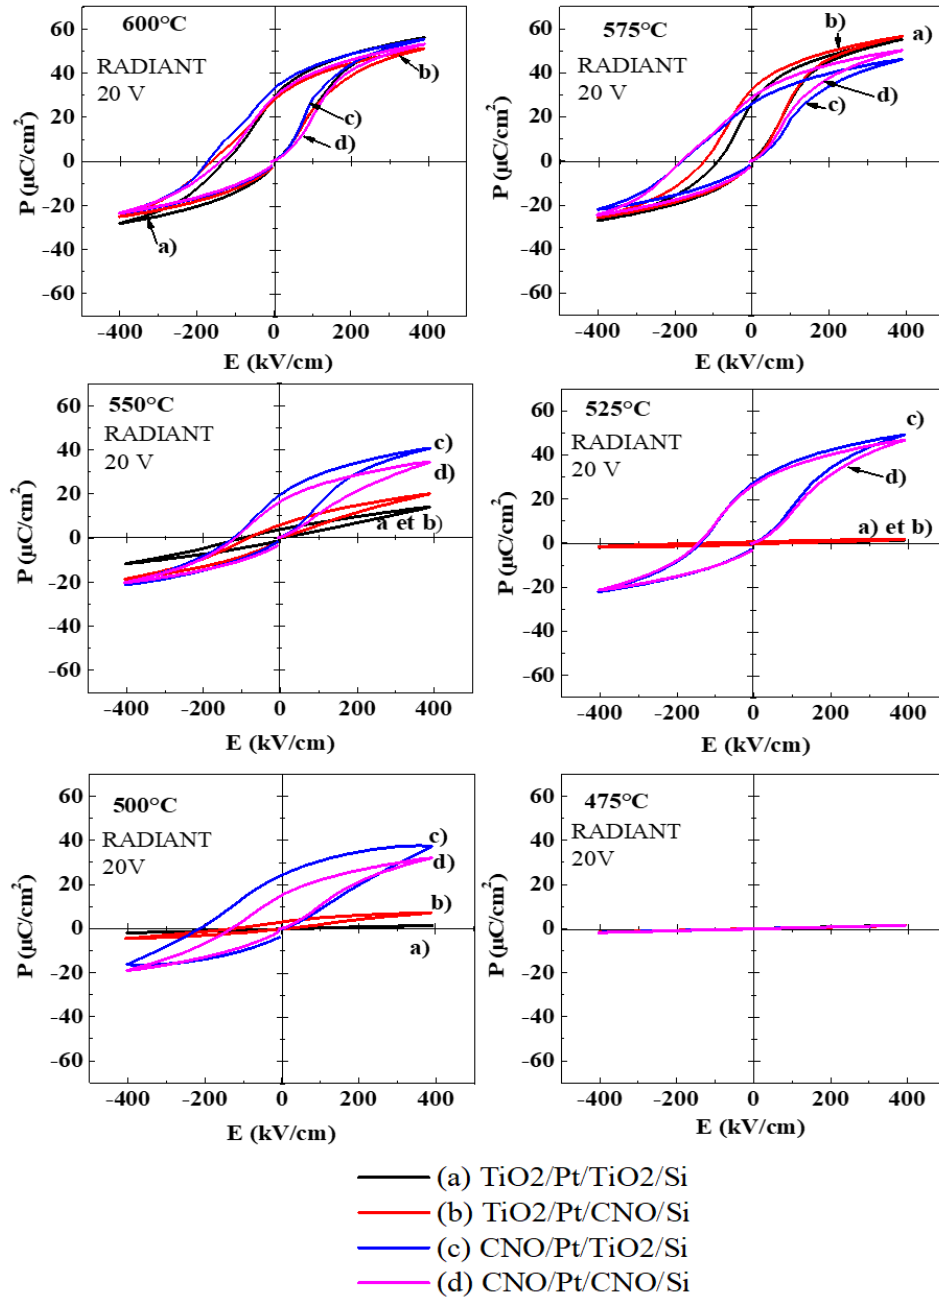 600°C
RADIANT
20 V
60
40
20
0
-20
-40
-60
P (µC/cm²)
-400 -200 0 200 400
E (kV/cm)
a)
b)
c)
d)
575°C
RADIANT
20 V
60
40
20
0
-20
-40
-60
P (µC/cm²)
-400 -200 0 200 400
E (kV/cm)
b)
a)
d)
c)
550°C
RADIANT
20 V
60
40
20
0
-20
-40
-60
P (µC/cm²)
-400 -200 0 200 400
E (kV/cm)
c)
d)
a et b)
525°C
RADIANT
20 V
60
40
20
0
-20
-40
-60
P (µC/cm²)
-400 -200 0 200 400
E (kV/cm)
c)
d)
a) et b)
500°C
RADIANT
20V
60
40
20
0
-20
-40
-60
P (µC/cm²)
-400 -200 0 200 400
E (kV/cm)
c)
d)
b)
a)
475°C
RADIANT
20V
60
40
20
0
-20
-40
-60
P (µC/cm²)
-400 -200 0 200 400
E (kV/cm)
(a) TiO2/Pt/TiO2/Si
(b) TiO2/Pt/CNO/Si
(c) CNO/Pt/TiO2/Si
(d) CNO/Pt/CNO/Si